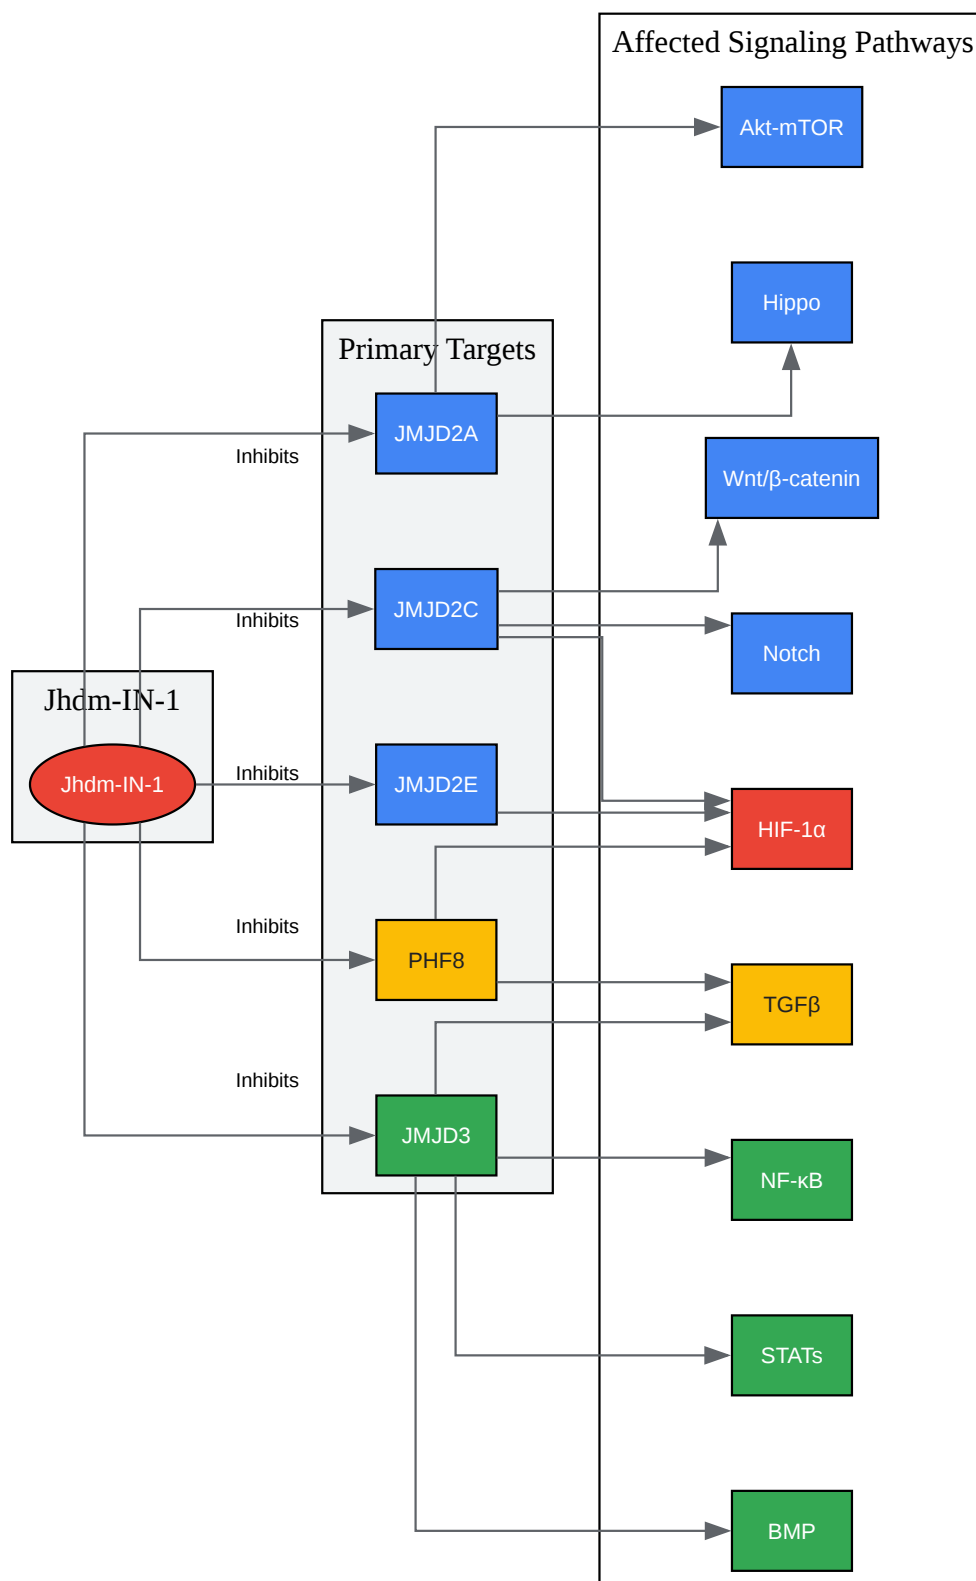 Affected Signaling Pathways
Akt-mTOR
Hippo
Primary Targets
JMJD2A
Inhibits
Wnt/β-catenin
JMJD2C
Inhibits
Notch
Jhdm-IN-1
Jhdm-IN-1
Inhibits
JMJD2E
HIF-1α
Inhibits
PHF8
TGFβ
Inhibits
JMJD3
NF-κB
STATs
BMP